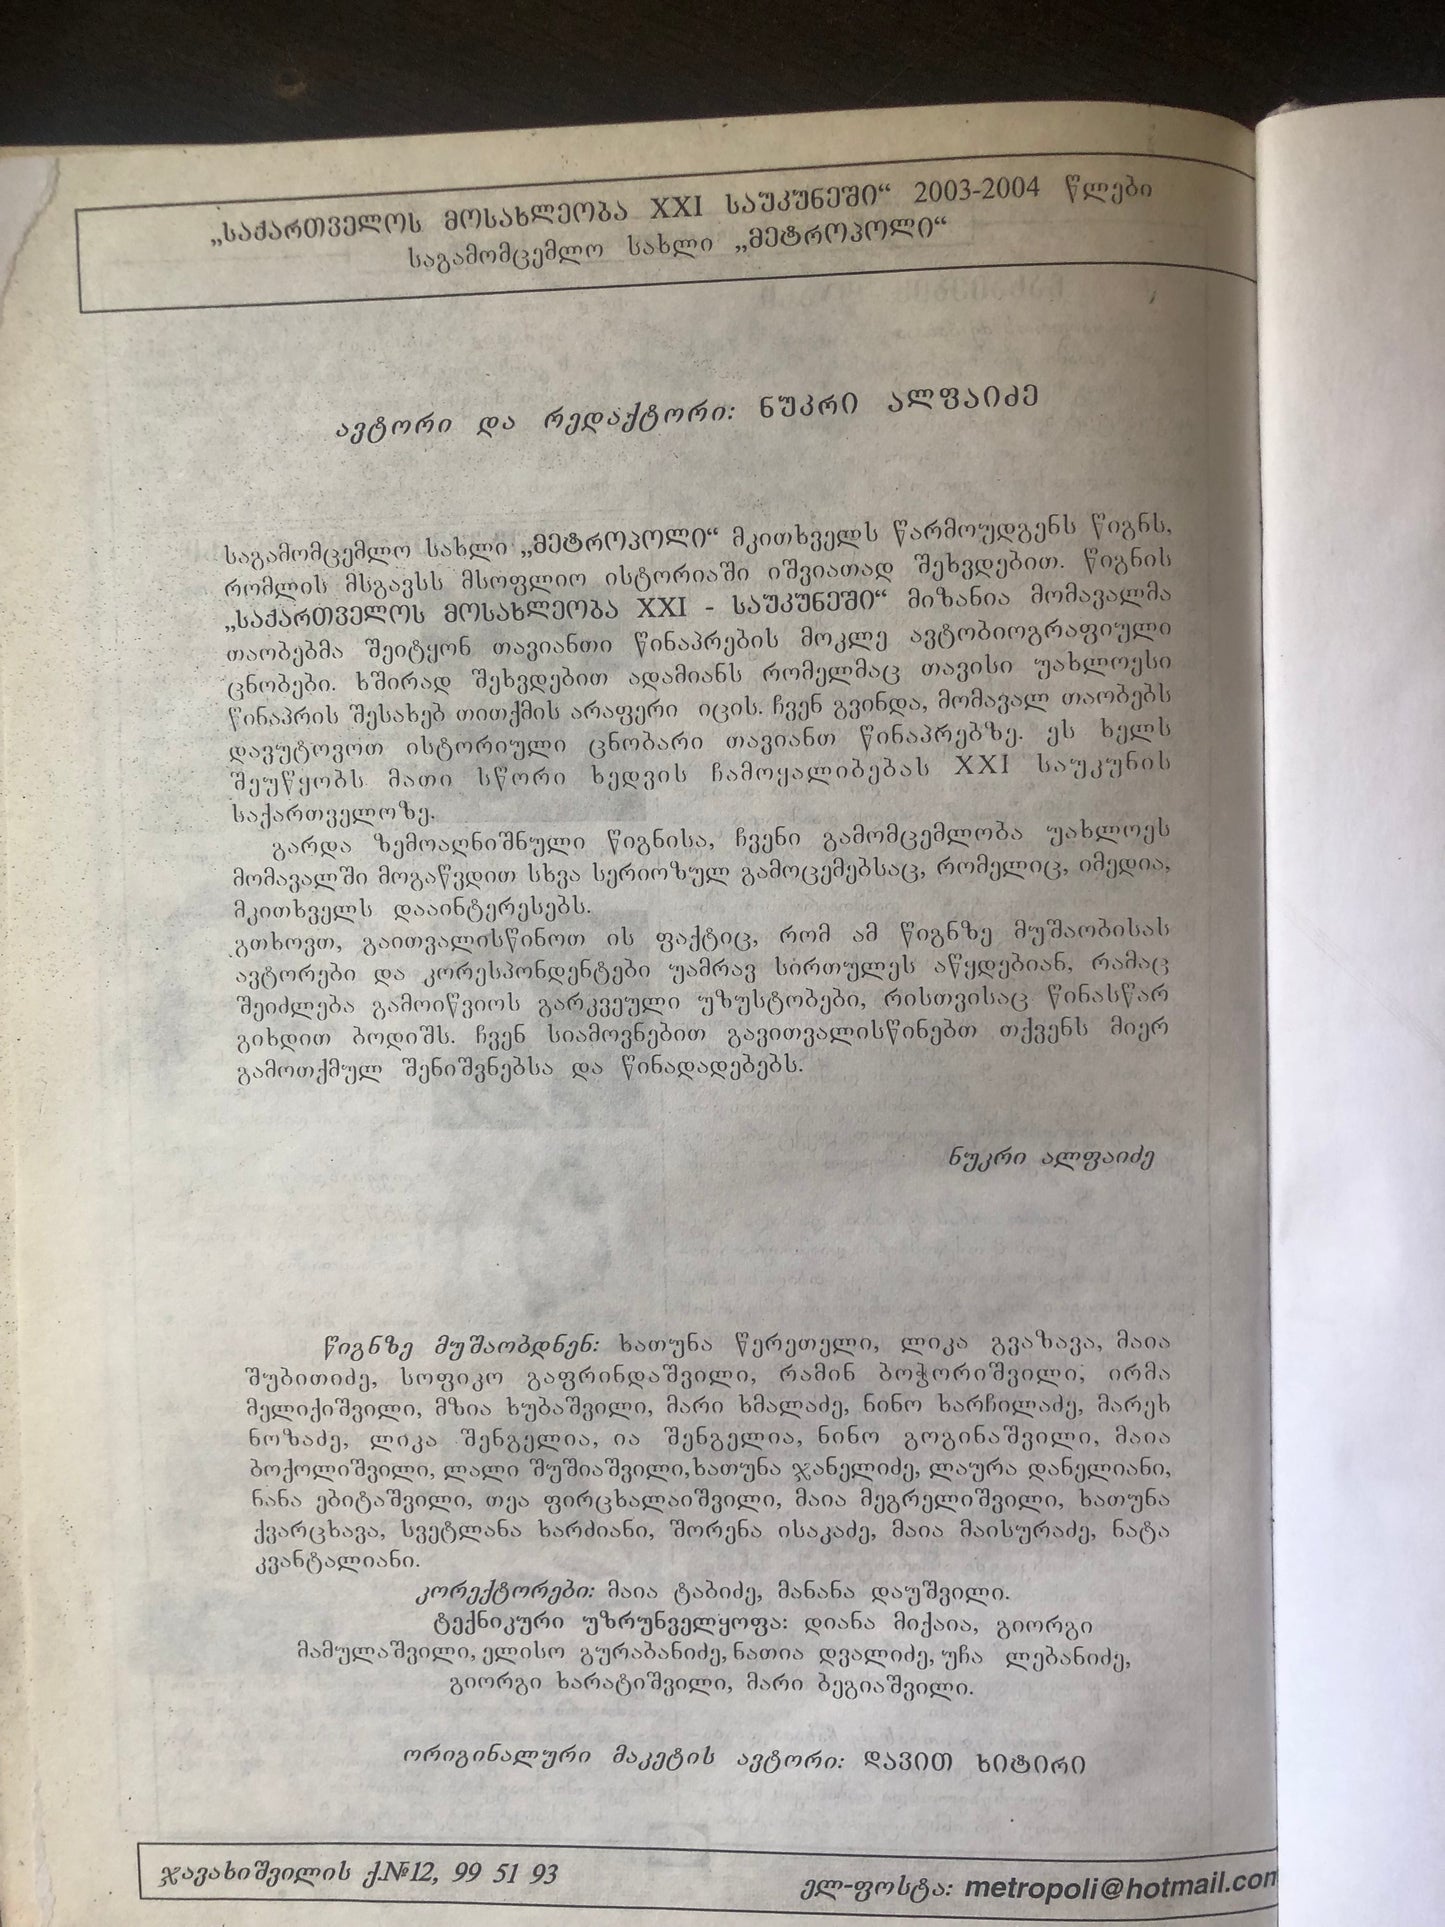 „საქართველოს მოსახლეობა XXI საუკუნეში“ 2003-2004 წლები
საგამომცემლო სახლი „მეტროპოლი“
ავტორი და რედაქტორი: ნუკრი ალფაიძე
საგამომცემლო სახლი „მეტროპოლი“ მკითხველს წარმოუდგენს წიგნს,
რომლის მსგავსს მსოფლიო ისტორიაში იშვიათად შეხვდებით. წიგნის
„საქართველოს მოსახლეობა XXI - საუკუნეში“ მიზანია მომავალმა
თაობებმა შეიტყონ თავიანთი წინაპრების მოკლე ავტობიოგრაფიული
ცნობები. ხშირად შეხვდებით ადამიანს რომელმაც თავისი უახლოესი
წინაპრის შესახებ თითქმის არაფერი იცის. ჩვენ გვინდა, მომავალ თაობებს
დავუტოვოთ ისტორიული ცნობარი თავიანთ წინაპრებზე. ეს ხელს
შეუწყობს მათი სწორი ხედვის ჩამოყალიბებას XXI საუკუნის
საქართველოზე.
გარდა ზემოაღნიშნული წიგნისა, ჩვენი გამომცემლობა უახლოეს
მომავალში მოგაწვდით სხვა სერიოზულ გამოცემებსაც, რომელიც, იმედია,
მკითხველს დააინტერესებს.
გთხოვთ, გაითვალისწინოთ ის ფაქტიც, რომ ამ წიგნზე მუშაობისას
ავტორები და კორესპონდენტები უამრავ სირთულეს აწყდებიან, რამაც
შეიძლება გამოიწვიოს გარკვეული უზუსტობები, რისთვისაც წინასწარ
გიხდით ბოდიშს. ჩვენ სიამოვნებით გავითვალისწინებთ თქვენს მიერ
გამოთქმულ შენიშვნებსა და წინადადებებს.
ნუკრი ალფაიძე
წიგნზე მუშაობდნენ: ხათუნა წერეთელი, ლიკა გვაზავა, მაია
შუბითიძე, სოფიკო გაფრინდაშვილი, რამინ ბოჭორიშვილი, ირმა
მელიქიშვილი, მზია ხუბაშვილი, მარი ხმალაძე, ნინო ხარჩილაძე, მარეხ
ნოზაძე, ლიკა შენგელია, ია შენგელია, ნინო გოგინაშვილი, მაია
ბოქოლიშვილი, ლალი შუშიაშვილი, ხათუნა ჯანელიძე, ლაურა დანელიანი,
ნანა ებიტაშვილი, თეა ფირცხალაიშვილი, მაია მეგრელიშვილი, ხათუნა
ქვარცხავა, სვეტლანა ხარძიანი, შორენა ისაკაძე, მაია მაისურაძე, ნატა
კვანტალიანი.
კორექტორები: მაია ტაბიძე, მანანა დაუშვილი.
ტექნიკური უზრუნველყოფა: დიანა მიქაია, გიორგი
მამულაშვილი, ელისო გურაბანიძე, ნათია დვალიძე, უჩა ლებანიძე,
გიორგი ხარატიშვილი, მარი ბეგიაშვილი.
ორიგინალური მაკეტის ავტორი: დავით ხიტირი
ჯავახიშვილის ქ.№12, 99 51 93
ელ-ფოსტა: metropoli@hotmail.com